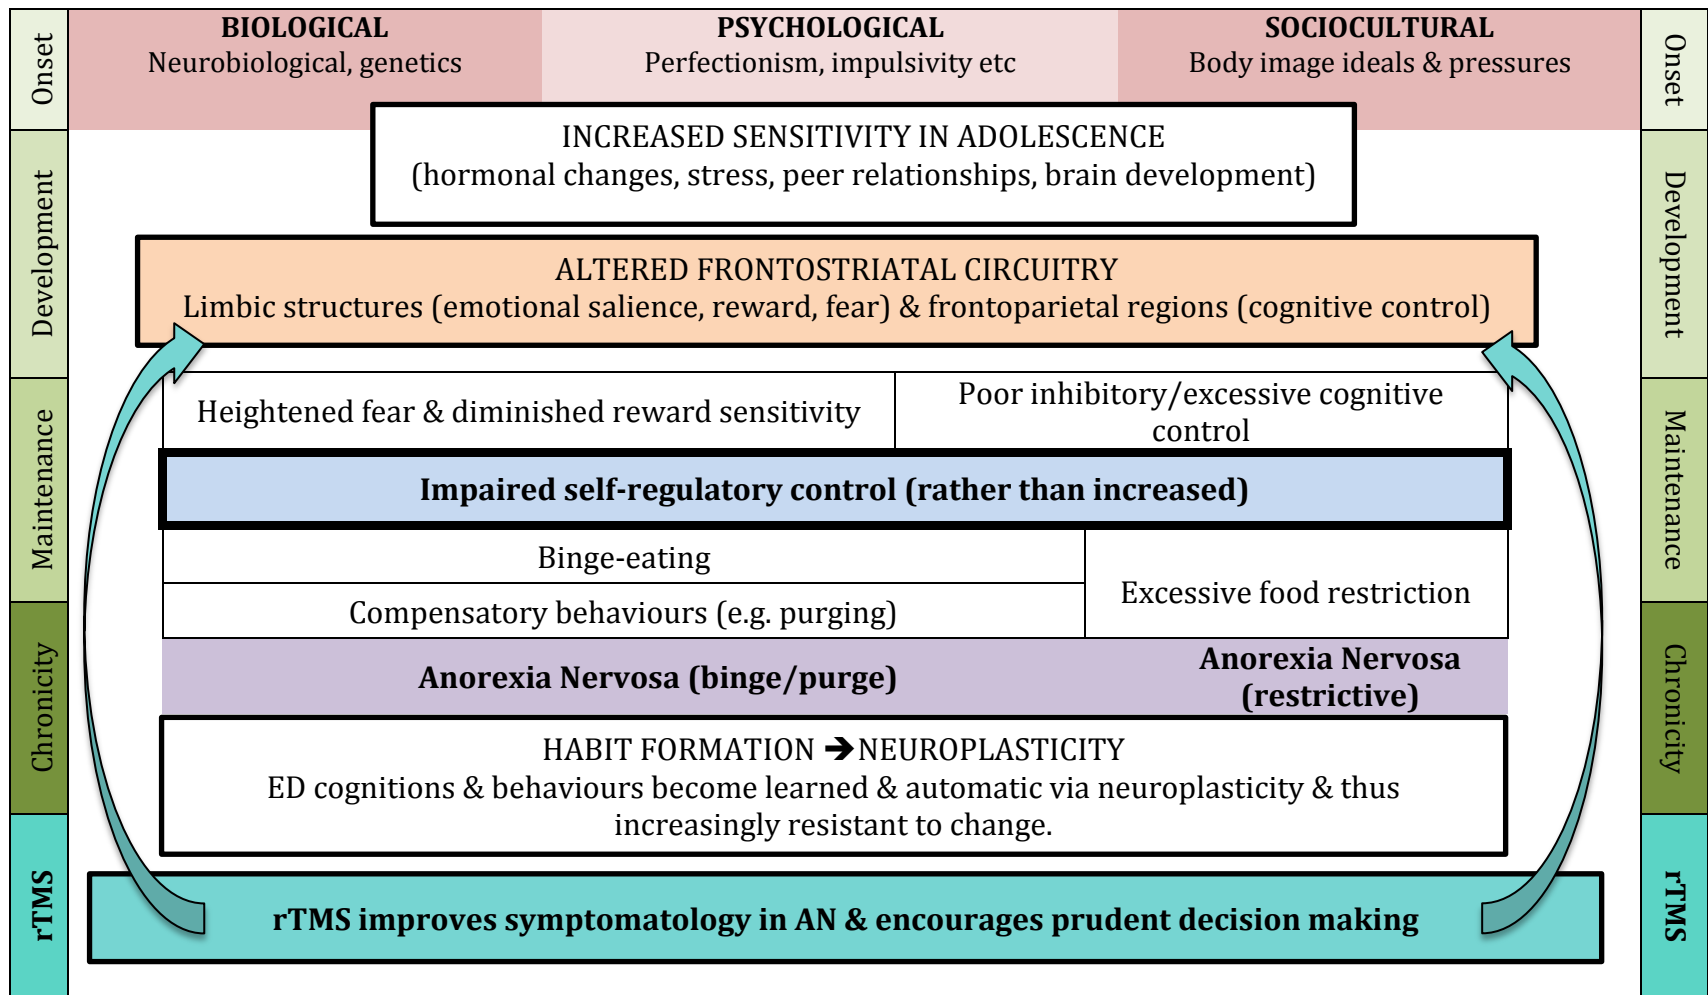 Onset
BIOLOGICAL
Neurobiological, genetics
PSYCHOLOGICAL
Perfectionism, impulsivity etc
SOCIOCULTURAL
Body image ideals & pressures
Onset
INCREASED SENSITIVITY IN ADOLESCENCE
(hormonal changes, stress, peer relationships, brain development)
Development
ALTERED FRONTOSTRIATAL CIRCUITRY
Limbic structures (emotional salience, reward, fear) & frontoparietal regions (cognitive control)
Development
Maintenance
Heightened fear & diminished reward sensitivity
Poor inhibitory/excessive cognitive
control
Maintenance
Impaired self-regulatory control (rather than increased)
Binge-eating
Compensatory behaviours (e.g. purging)
Excessive food restriction
Chronicity
Anorexia Nervosa (binge/purge)
Anorexia Nervosa
(restrictive)
Chronicity
HABIT FORMATION ➔ NEUROPLASTICITY
ED cognitions & behaviours become learned & automatic via neuroplasticity & thus
increasingly resistant to change.
rTMS
rTMS improves symptomatology in AN & encourages prudent decision making
rTMS